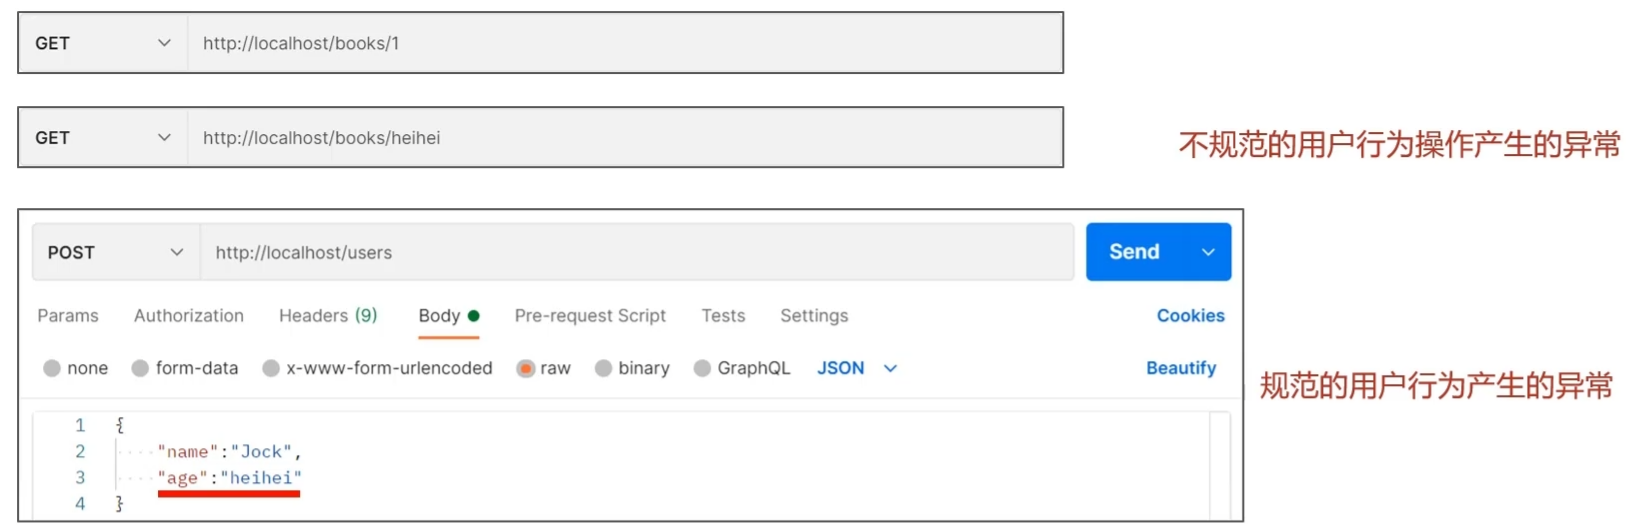 GET http://localhost/books/1
GET http://localhost/books/heihei
不规范的用户行为操作产生的异常
POST http://localhost/users Send
Params Authorization Headers (9) Body Pre-request Script Tests Settings Cookies
none form-data x-www-form-urlencoded raw binary GraphQL JSON Beautify
规范的用户行为产生的异常
1 {
2 "name":"Jock",
3 "age":"heihei"
4 }